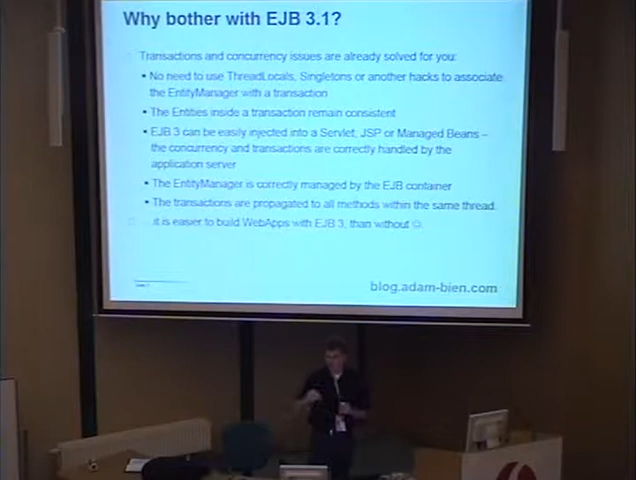 Why bother with EJB 3.1?
Transactions and concurrency issues are already solved for you:
▪ No need to use ThreadLocals, Singletons or another hacks to associate
the EntityManager with a transaction
▪ The Entities inside a transaction remain consistent
▪ EJB 3 can be easily injected into a Servlet, JSP or Managed Beans –
the concurrency and transactions are correctly handled by the
application server
▪ The EntityManager is correctly managed by the EJB container
▪ The transactions are propagated to all methods within the same thread.
...it is easier to build WebApps with EJB 3, than without ☺.
blog.adam-bien.com